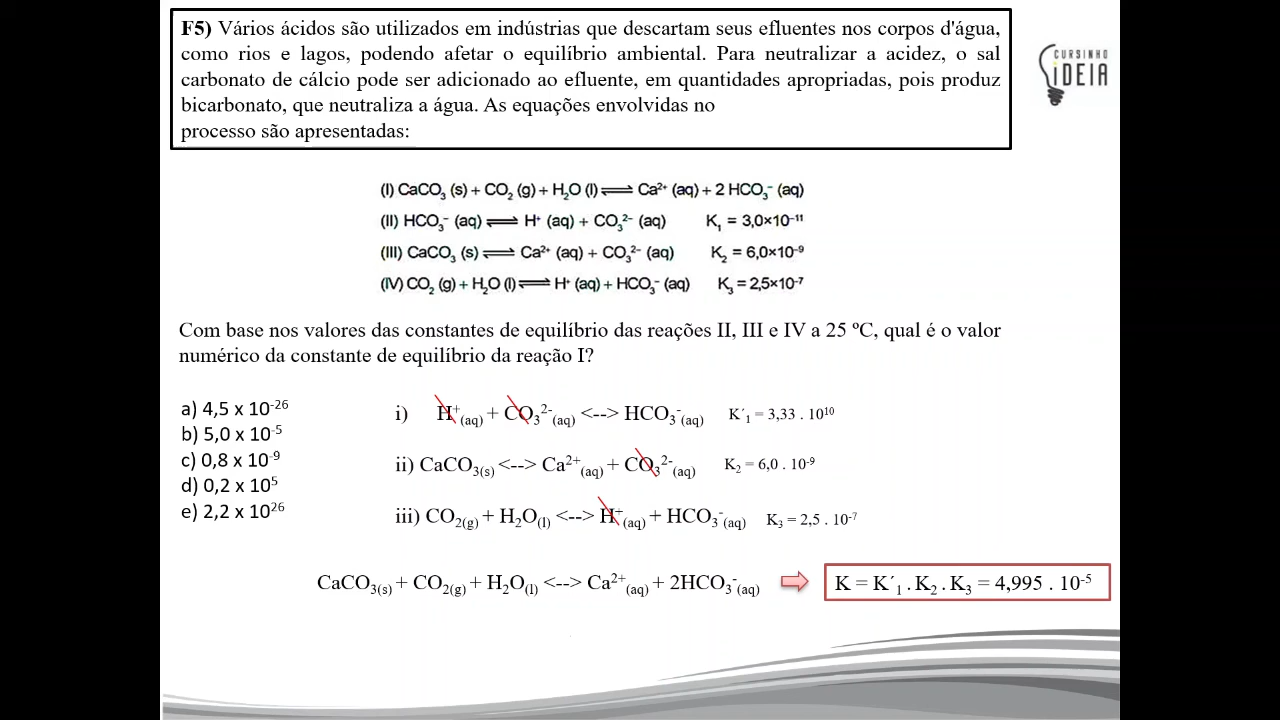 F5) Vários ácidos são utilizados em indústrias que descartam seus efluentes nos corpos d'água,
como rios e lagos, podendo afetar o equilíbrio ambiental. Para neutralizar a acidez, o sal
carbonato de cálcio pode ser adicionado ao efluente, em quantidades apropriadas, pois produz
bicarbonato, que neutraliza a água. As equações envolvidas no
processo são apresentadas:
CURSINHO
iDEIA
(I) CaCO₃ (s) + CO₂ (g) + H₂O (l) ⇌ Ca²⁺ (aq) + 2 HCO₃⁻ (aq)
(II) HCO₃⁻ (aq) ⇌ H⁺ (aq) + CO₃²⁻ (aq) K₁ = 3,0×10⁻¹¹
(III) CaCO₃ (s) ⇌ Ca²⁺ (aq) + CO₃²⁻ (aq) K₂ = 6,0×10⁻⁹
(IV) CO₂ (g) + H₂O (l) ⇌ H⁺ (aq) + HCO₃⁻ (aq) K₃ = 2,5×10⁻⁷
Com base nos valores das constantes de equilíbrio das reações II, III e IV a 25 ºC, qual é o valor
numérico da constante de equilíbrio da reação I?
a) 4,5 x 10⁻²⁶
b) 5,0 x 10⁻⁵
c) 0,8 x 10⁻⁹
d) 0,2 x 10⁵
e) 2,2 x 10²⁶
i) H⁺₍aq₎ + CO₃²⁻₍aq₎ <--> HCO₃⁻₍aq₎ K´₁ = 3,33 . 10¹⁰
ii) CaCO₃₍s₎ <--> Ca²⁺₍aq₎ + CO₃²⁻₍aq₎ K₂ = 6,0 . 10⁻⁹
iii) CO₂₍g₎ + H₂O₍l₎ <--> H⁺₍aq₎ + HCO₃⁻₍aq₎ K₃ = 2,5 . 10⁻⁷
CaCO₃₍s₎ + CO₂₍g₎ + H₂O₍l₎ <--> Ca²⁺₍aq₎ + 2HCO₃⁻₍aq₎ K = K´₁ . K₂ . K₃ = 4,995 . 10⁻⁵